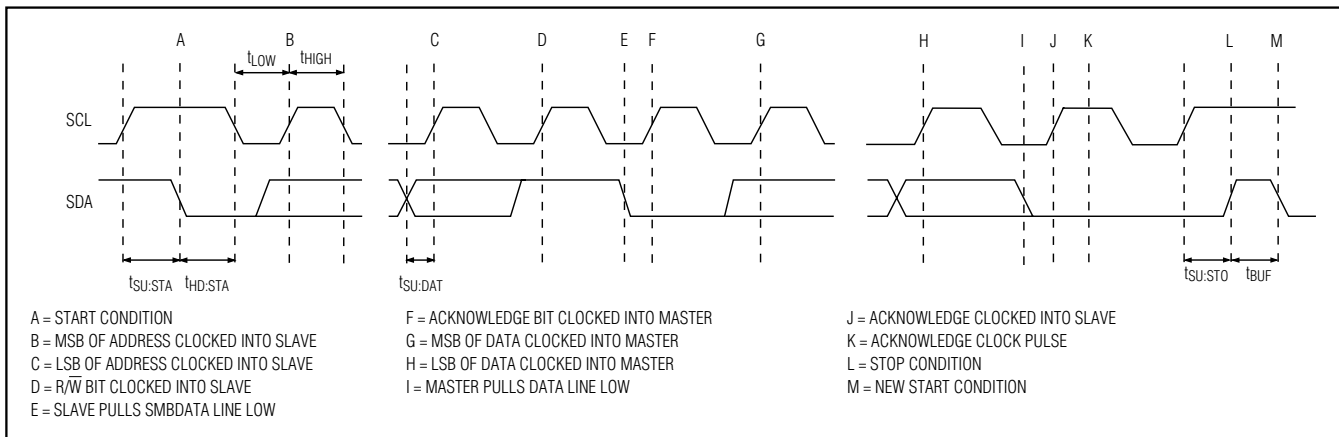 A B C D E F G H I J K L M
tLOW tHIGH
SCL
SDA
tSU:STA tHD:STA tSU:DAT tSU:STO tBUF
A = START CONDITION
B = MSB OF ADDRESS CLOCKED INTO SLAVE
C = LSB OF ADDRESS CLOCKED INTO SLAVE
D = R/W̅ BIT CLOCKED INTO SLAVE
E = SLAVE PULLS SMBDATA LINE LOW
F = ACKNOWLEDGE BIT CLOCKED INTO MASTER
G = MSB OF DATA CLOCKED INTO MASTER
H = LSB OF DATA CLOCKED INTO MASTER
I = MASTER PULLS DATA LINE LOW
J = ACKNOWLEDGE CLOCKED INTO SLAVE
K = ACKNOWLEDGE CLOCK PULSE
L = STOP CONDITION
M = NEW START CONDITION